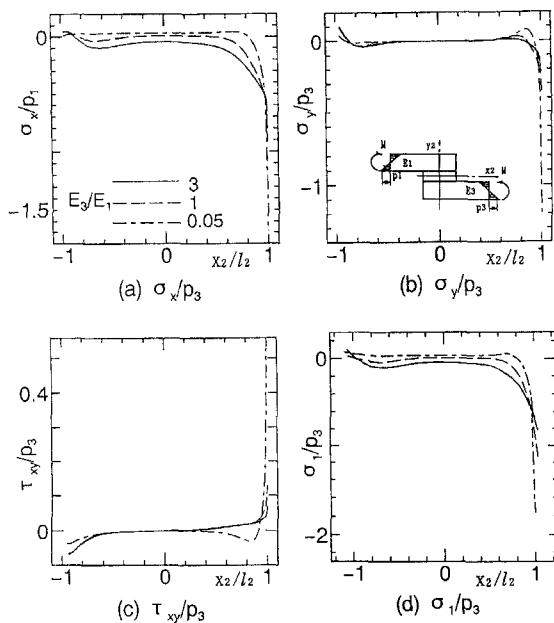 0
-1
-1.5
σx/p1
E3/E1
3
1
0.05
-1 0 1
X2/l2
(a) σx/p3
0
-1
σy/p3
y2
M
E1
p1
x2
M
E3
p3
-1 0 1
X2/l2
(b) σy/p3
0.4
0
τxy/p3
-1 0 1
X2/l2
(c) τxy/p3
0
-2
σ1/p3
-1 0 1
X2/l2
(d) σ1/p3